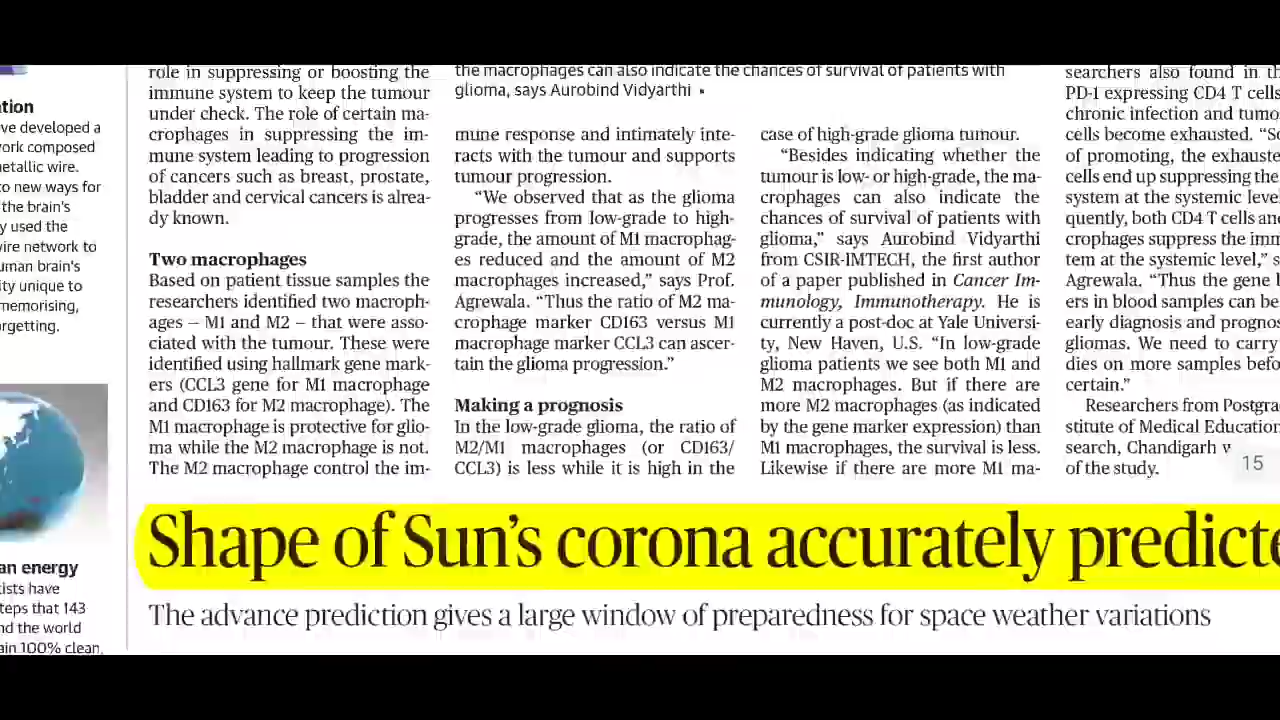 tion
ve developed a
ork composed
etallic wire.
to new ways for
the brain's
y used the
wire network to
uman brain's
ity unique to
memorising,
rgetting.
an energy
tists have
teps that 143
nd the world
ain 100% clean,
role in suppressing or boosting the
immune system to keep the tumour
under check. The role of certain ma-
crophages in suppressing the im-
mune system leading to progression
of cancers such as breast, prostate,
bladder and cervical cancers is alrea-
dy known.
Two macrophages
Based on patient tissue samples the
researchers identified two macroph-
ages – M1 and M2 – that were asso-
ciated with the tumour. These were
identified using hallmark gene mark-
ers (CCL3 gene for M1 macrophage
and CD163 for M2 macrophage). The
M1 macrophage is protective for glio-
ma while the M2 macrophage is not.
The M2 macrophage control the im-
the macrophages can also indicate the chances of survival of patients with
glioma, says Aurobind Vidyarthi •
mune response and intimately inte-
racts with the tumour and supports
tumour progression.
“We observed that as the glioma
progresses from low-grade to high-
grade, the amount of M1 macrophag-
es reduced and the amount of M2
macrophages increased,” says Prof.
Agrewala. “Thus the ratio of M2 ma-
crophage marker CD163 versus M1
macrophage marker CCL3 can ascer-
tain the glioma progression.”
Making a prognosis
In the low-grade glioma, the ratio of
M2/M1 macrophages (or CD163/
CCL3) is less while it is high in the
case of high-grade glioma tumour.
“Besides indicating whether the
tumour is low- or high-grade, the ma-
crophages can also indicate the
chances of survival of patients with
glioma,” says Aurobind Vidyarthi
from CSIR-IMTECH, the first author
of a paper published in Cancer Im-
munology, Immunotherapy. He is
currently a post-doc at Yale Universi-
ty, New Haven, U.S. “In low-grade
glioma patients we see both M1 and
M2 macrophages. But if there are
more M2 macrophages (as indicated
by the gene marker expression) than
M1 macrophages, the survival is less.
Likewise if there are more M1 ma-
searchers also found in th
PD-1 expressing CD4 T cells
chronic infection and tumo
cells become exhausted. “So
of promoting, the exhauste
cells end up suppressing the
system at the systemic leve
quently, both CD4 T cells an
crophages suppress the imm
tem at the systemic level,” s
Agrewala. “Thus the gene l
ers in blood samples can be
early diagnosis and prognos
gliomas. We need to carry
dies on more samples befo
certain.”
Researchers from Postgra
stitute of Medical Education
search, Chandigarh w
of the study.
15
Shape of Sun’s corona accurately predicte
The advance prediction gives a large window of preparedness for space weather variations